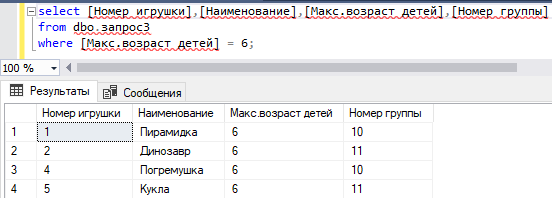 select [Номер игрушки],[Наименование],[Макс.возраст детей],[Номер группы]
from dbo.запрос3
where [Макс.возраст детей] = 6;
100 %
Результаты Сообщения
Номер игрушки Наименование Макс.возраст детей Номер группы
1 1 Пирамидка 6 10
2 2 Динозавр 6 11
3 4 Погремушка 6 10
4 5 Кукла 6 11